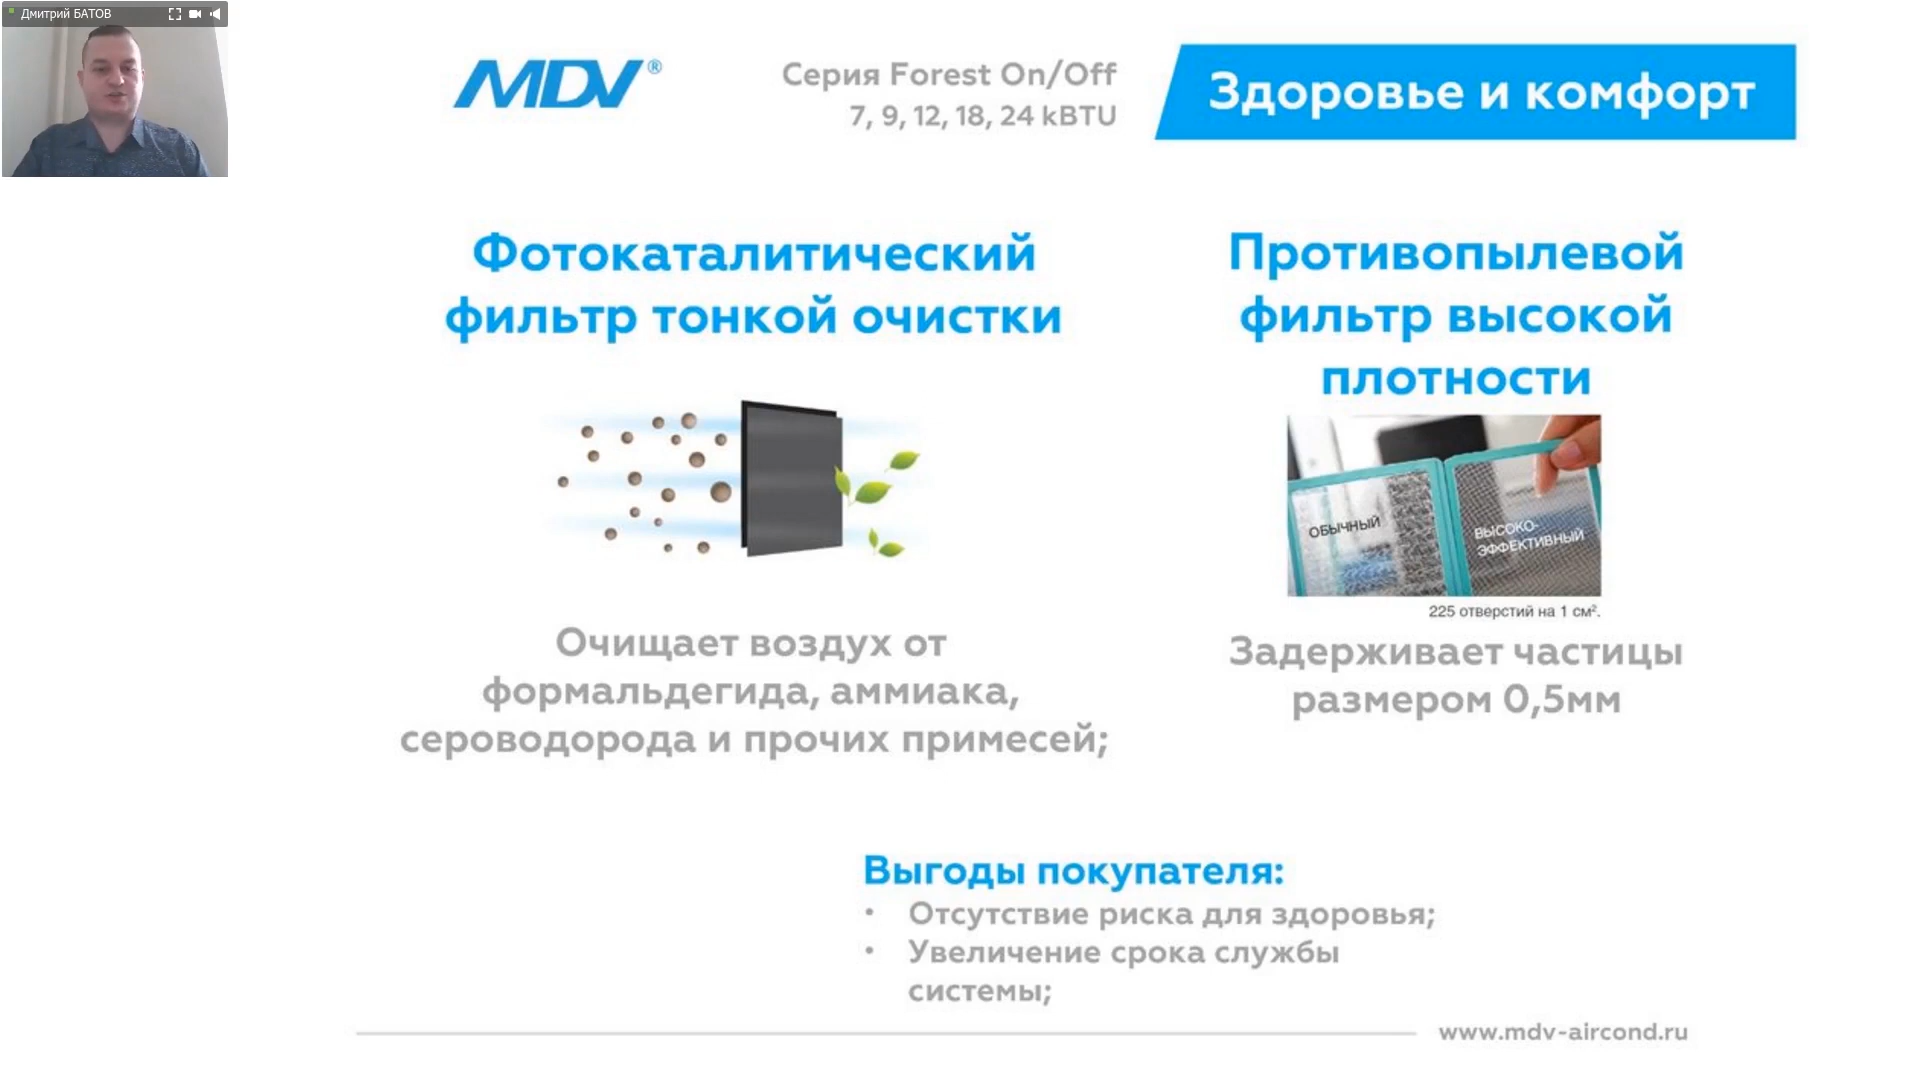 Дмитрий БАТОВ
MDV®
Серия Forest On/Off
7, 9, 12, 18, 24 kBTU
Здоровье и комфорт
Фотокаталитический
фильтр тонкой очистки
Очищает воздух от
формальдегида, аммиака,
сероводорода и прочих примесей;
Противопылевой
фильтр высокой
плотности
ОБЫЧНЫЙ
ВЫСОКО-
ЭФФЕКТИВНЫЙ
225 отверстий на 1 см².
Задерживает частицы
размером 0,5мм
Выгоды покупателя:
• Отсутствие риска для здоровья;
• Увеличение срока службы
системы;
www.mdv-aircond.ru